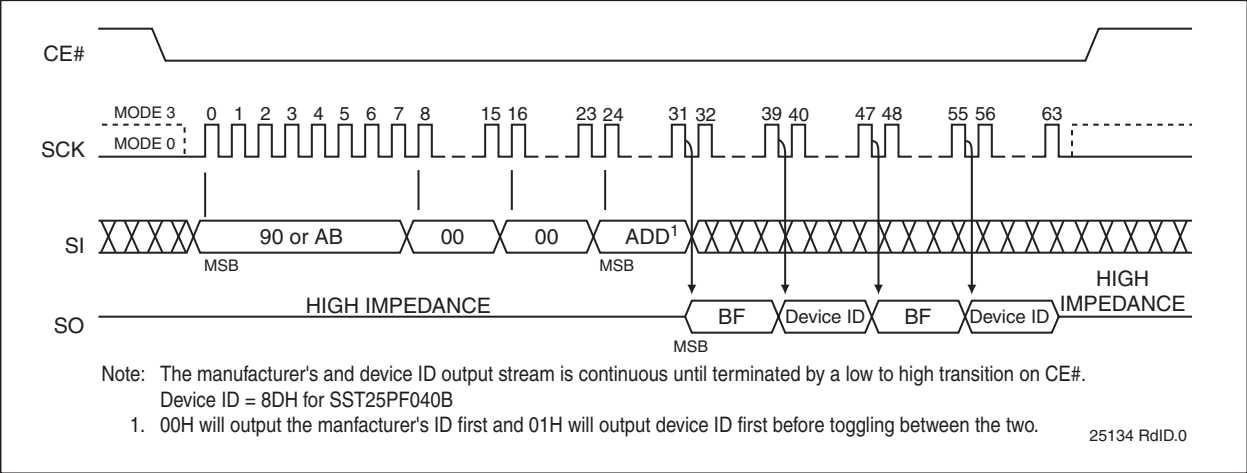 CE#
MODE 3 0 1 2 3 4 5 6 7 8 15 16 23 24 31 32 39 40 47 48 55 56 63
SCK MODE 0
SI 90 or AB 00 00 ADD1
MSB MSB
HIGH IMPEDANCE
HIGH IMPEDANCE
SO BF Device ID BF Device ID
MSB
Note: The manufacturer's and device ID output stream is continuous until terminated by a low to high transition on CE#.
Device ID = 8DH for SST25PF040B
1. 00H will output the manfacturer's ID first and 01H will output device ID first before toggling between the two.
25134 RdID.0